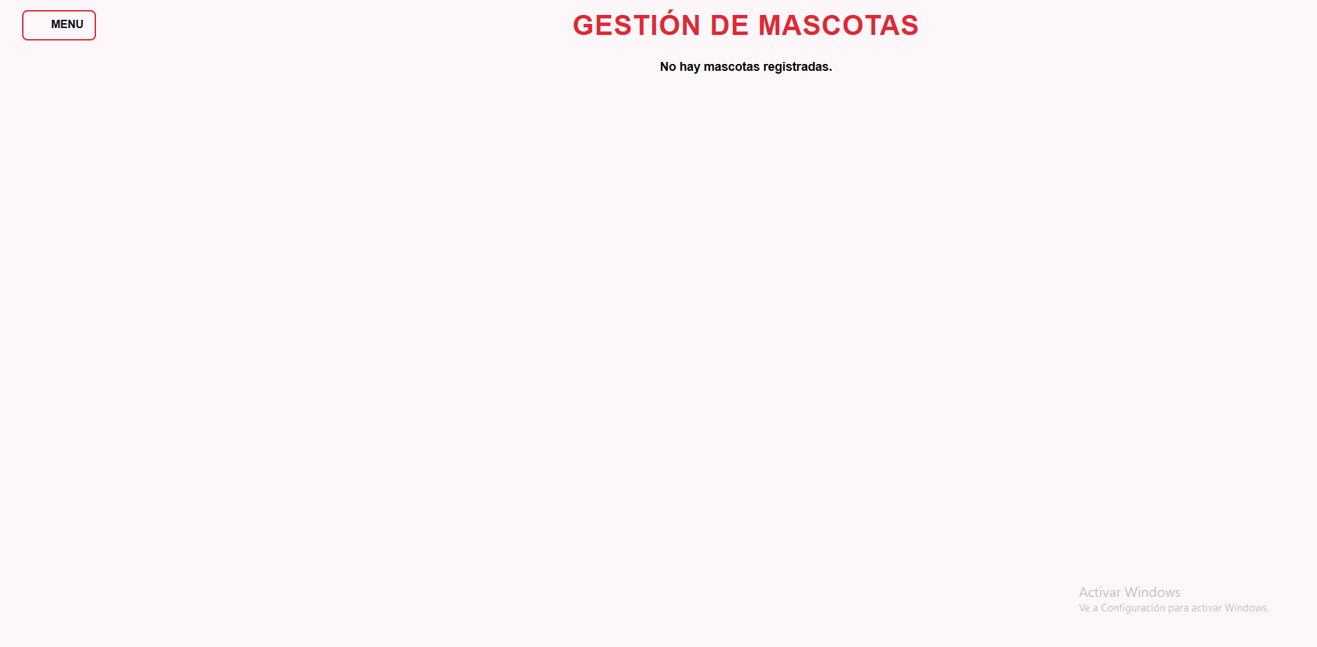 MENU
GESTIÓN DE MASCOTAS
No hay mascotas registradas.
Activar Windows
Ve a Configuración para activar Windows.